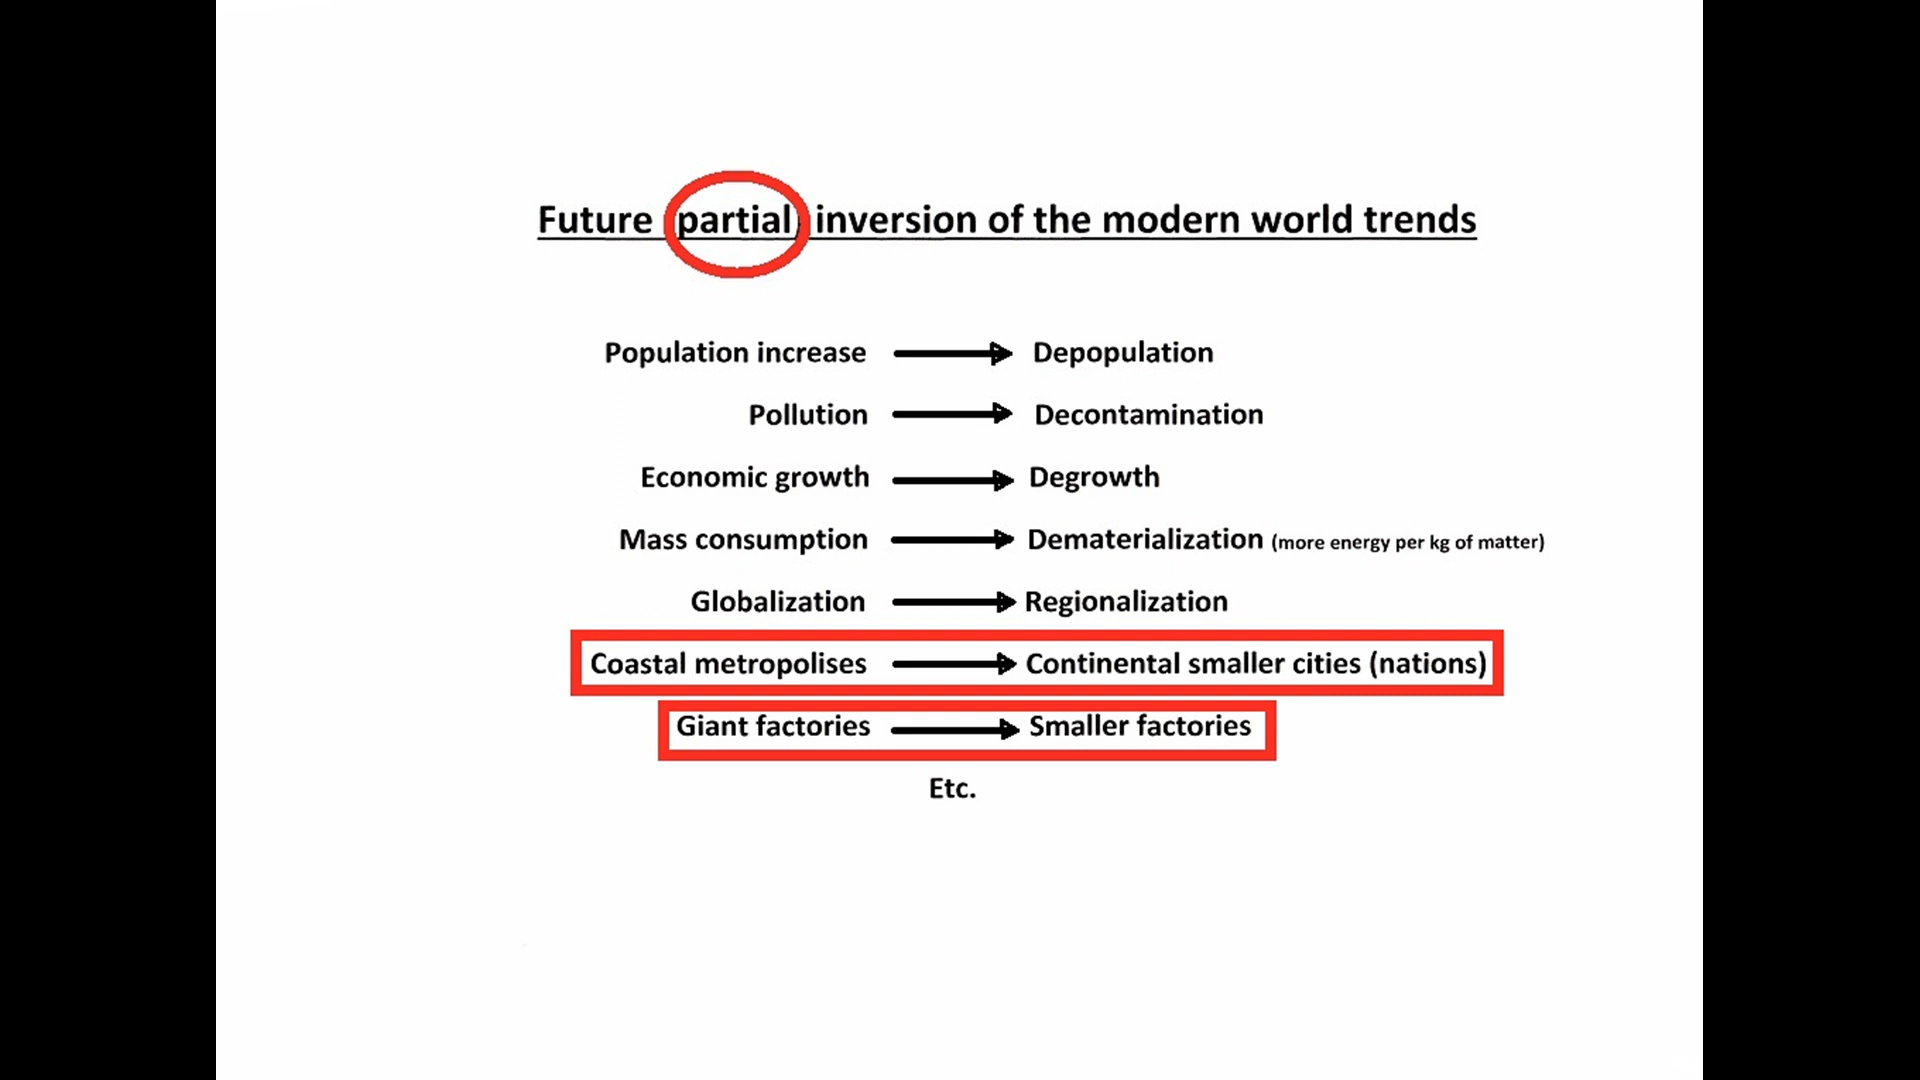 Future partial inversion of the modern world trends
Population increase Depopulation
Pollution Decontamination
Economic growth Degrowth
Mass consumption Dematerialization (more energy per kg of matter)
Globalization Regionalization
Coastal metropolises Continental smaller cities (nations)
Giant factories Smaller factories
Etc.